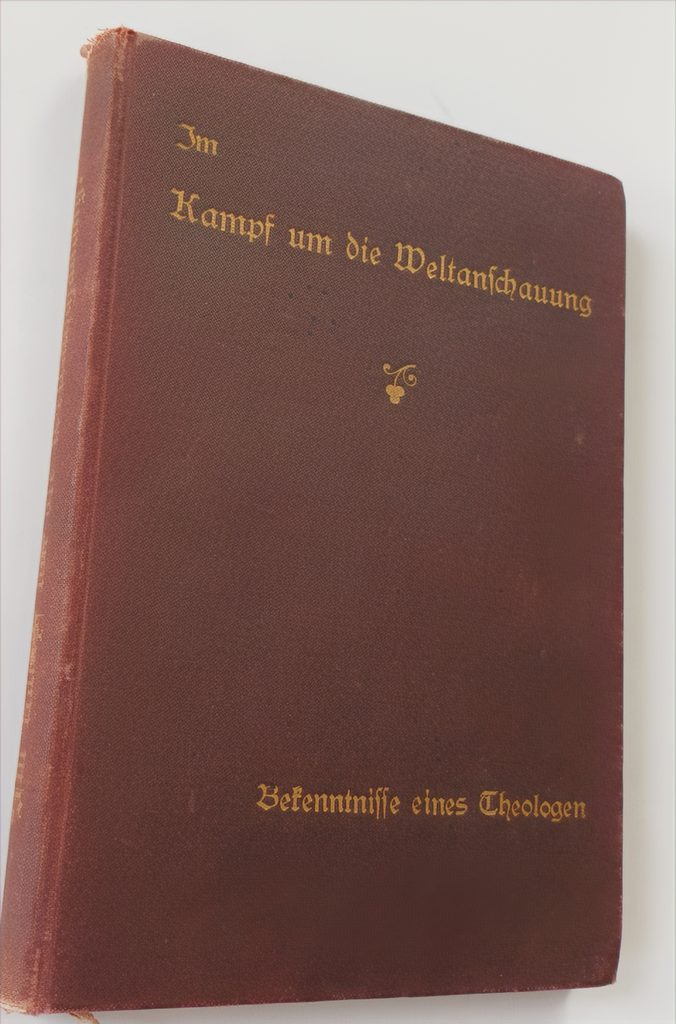 Im
Kampf um die Weltanſchauung
Bekenntniſſe eines Theologen